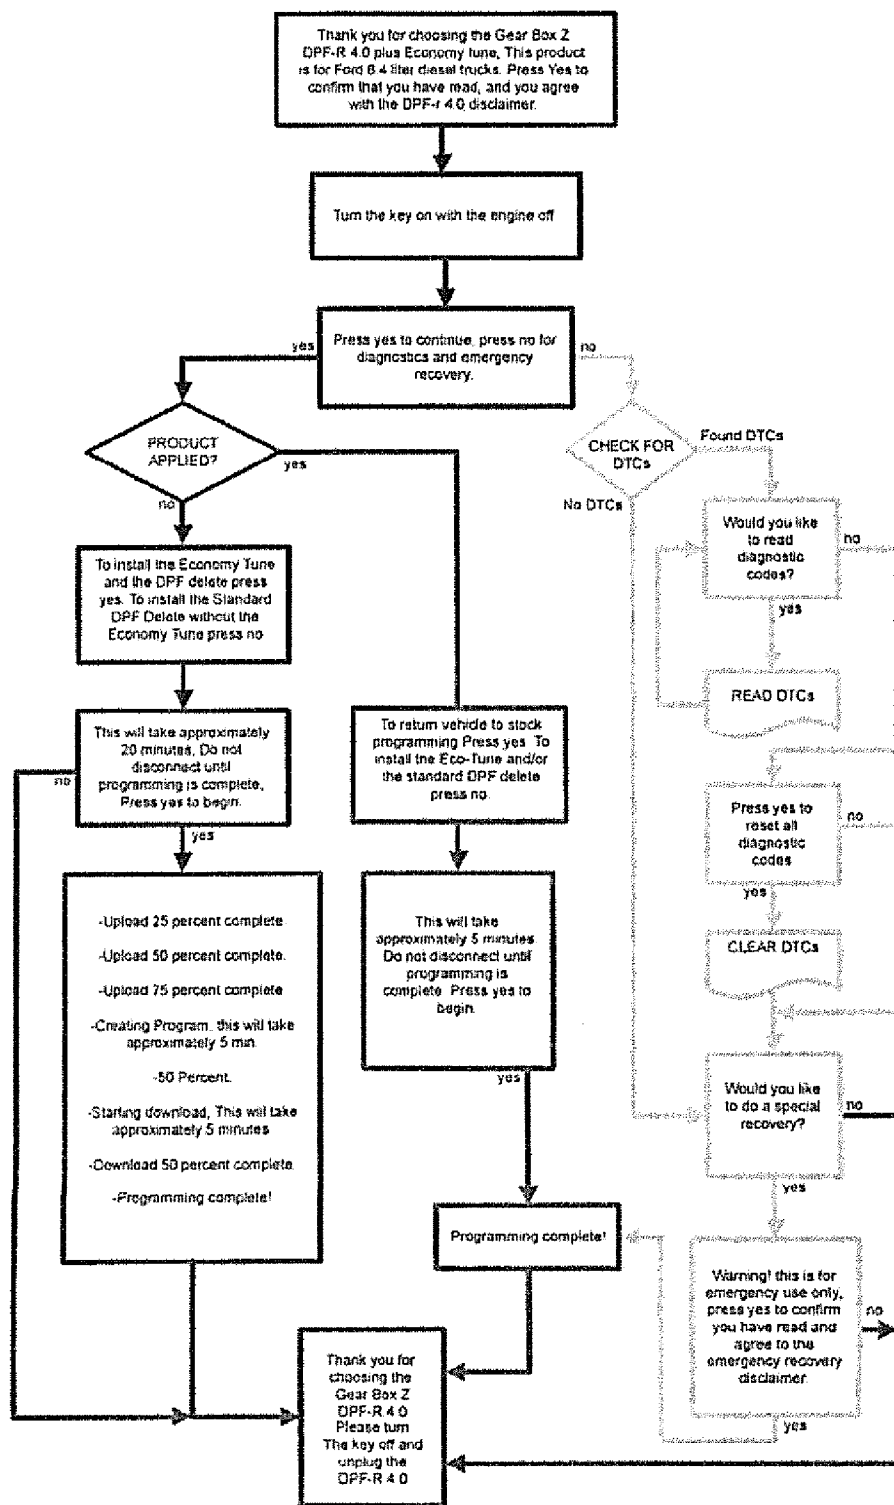 Thank you for choosing the Gear Box Z
DPF-R 4.0 plus Economy tune, This product
is for Ford 6.4 liter diesel trucks. Press Yes to
confirm that you have read, and you agree
with the DPF-r 4.0 disclaimer.
Turn the key on with the engine off
Press yes to continue, press no for
diagnostics and emergency
recovery.
yes
no
PRODUCT
APPLIED?
yes
no
CHECK FOR
DTCs
Found DTCs
No DTCs
Would you like
to read
diagnostic
codes?
no
yes
To install the Economy Tune
and the DPF delete press
yes. To install the Standard
DPF Delete without the
Economy Tune press no
READ DTCs
This will take approximately
20 minutes, Do not
disconnect until
programming is complete,
Press yes to begin.
no
yes
To return vehicle to stock
programming Press yes. To
install the Eco-Tune and/or
the standard DPF delete
press no.
Press yes to
reset all
diagnostic
codes
no
yes
-Upload 25 percent complete
-Upload 50 percent complete.
-Upload 75 percent complete
-Creating Program, this will take
approximately 5 min.
-50 Percent.
-Starting download, This will take
approximately 5 minutes
-Download 50 percent complete
-Programming complete!
This will take
approximately 5 minutes.
Do not disconnect until
programming is
complete. Press yes to
begin.
yes
CLEAR DTCs
Would you like
to do a special
recovery?
no
yes
Programming complete!
Warning! this is for
emergency use only,
press yes to confirm
you have read and
agree to the
emergency recovery
disclaimer.
no
yes
Thank you for
choosing the
Gear Box Z
DPF-R 4.0
Please turn
The key off and
unplug the
DPF-R 4.0